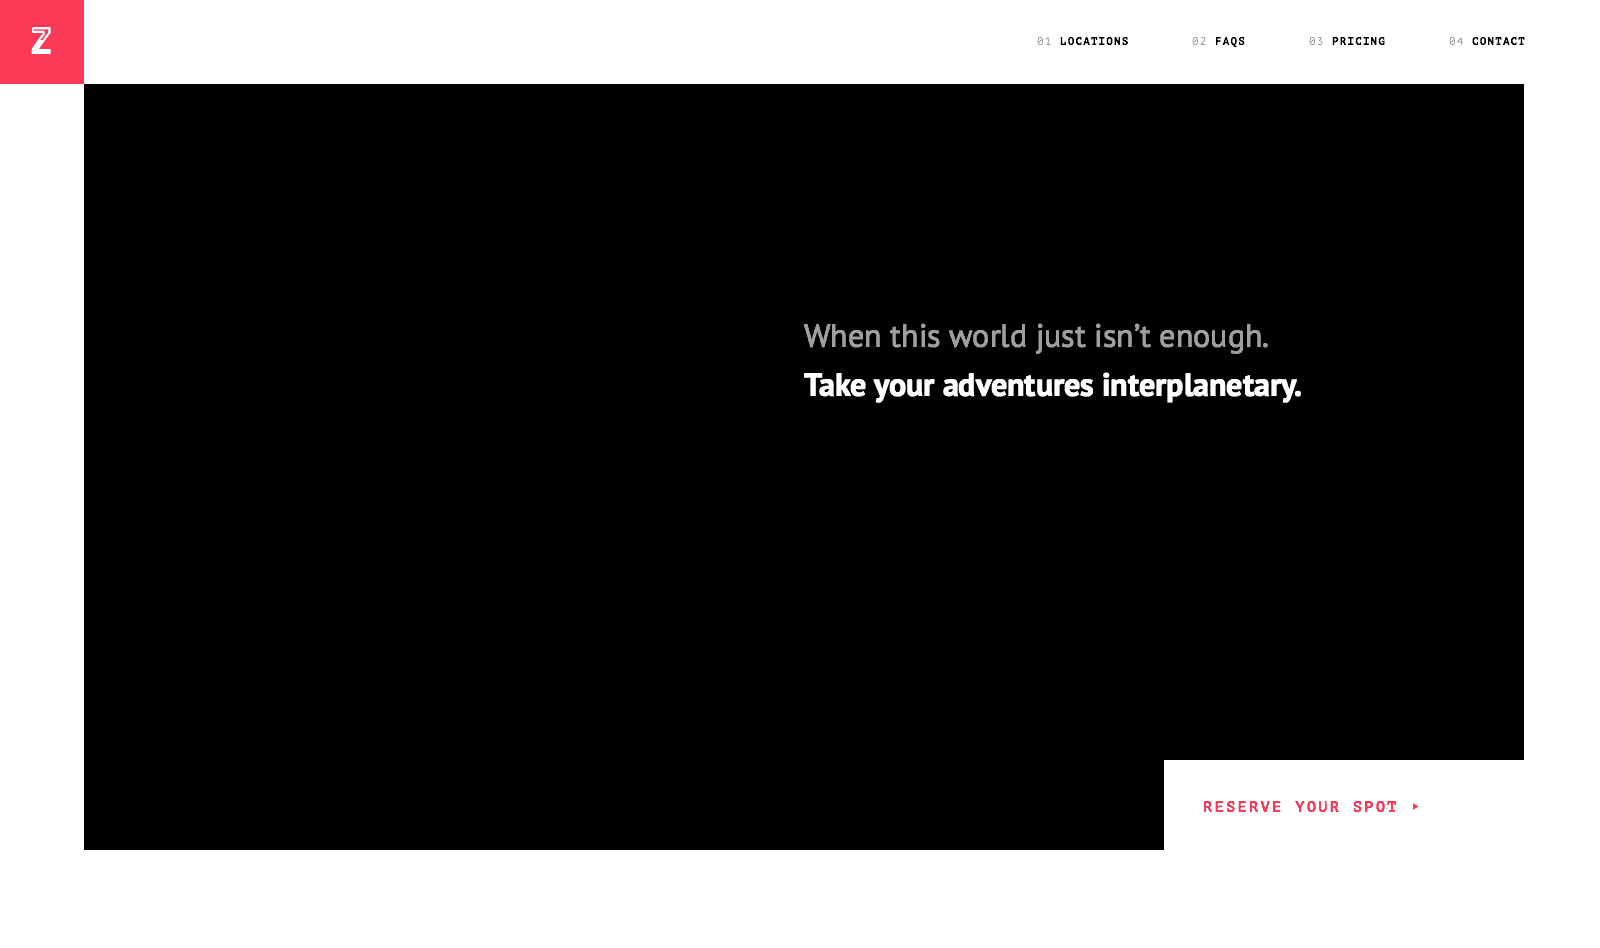 Z
01 LOCATIONS 02 FAQS 03 PRICING 04 CONTACT
When this world just isn’t enough.
Take your adventures interplanetary.
RESERVE YOUR SPOT